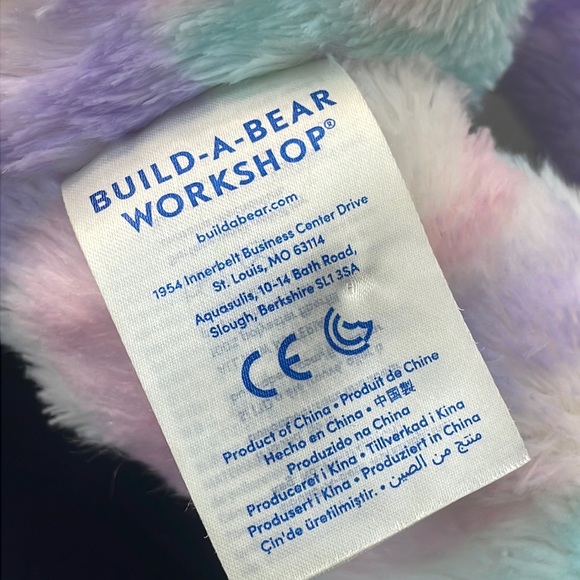 BUILD-A-BEAR
WORKSHOP®
buildabear.com
1954 Innerbelt Business Center Drive
St. Louis, MO 63114
Aquasulis, 10-14 Bath Road,
Slough, Berkshire SL1 3SA
CE
Product of China • Produit de Chine
Hecho en China • 中国製
Produzido na China
Produceret i Kina • Tillverkad i Kina
Produsert i Kina • Produziert in China
Çin'de üretilmiştir. • منتج من الصين